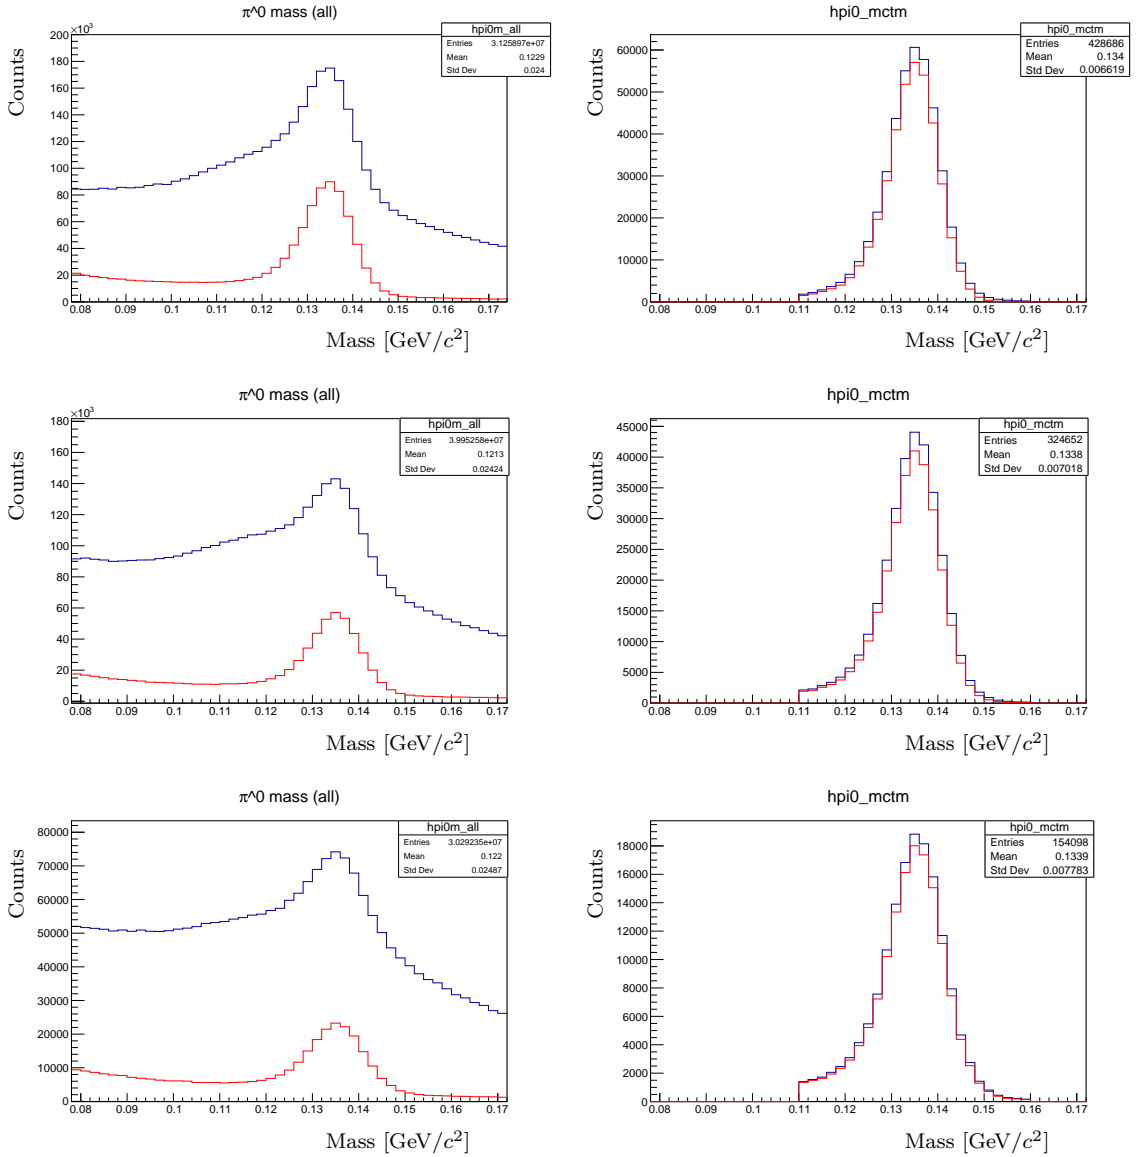 π^0 mass (all)
×10³
hpi0m_all
Entries 3.125897e+07
Mean 0.1229
Std Dev 0.024
Counts
200
180
160
140
120
100
80
60
40
20
0
0.08 0.09 0.1 0.11 0.12 0.13 0.14 0.15 0.16 0.17
Mass [GeV/c²]
hpi0_mctm
hpi0_mctm
Entries 428686
Mean 0.134
Std Dev 0.006619
Counts
60000
50000
40000
30000
20000
10000
0
0.08 0.09 0.1 0.11 0.12 0.13 0.14 0.15 0.16 0.17
Mass [GeV/c²]
π^0 mass (all)
×10³
hpi0m_all
Entries 3.995258e+07
Mean 0.1213
Std Dev 0.02424
Counts
180
160
140
120
100
80
60
40
20
0
0.08 0.09 0.1 0.11 0.12 0.13 0.14 0.15 0.16 0.17
Mass [GeV/c²]
hpi0_mctm
hpi0_mctm
Entries 324652
Mean 0.1338
Std Dev 0.007018
Counts
45000
40000
35000
30000
25000
20000
15000
10000
5000
0
0.08 0.09 0.1 0.11 0.12 0.13 0.14 0.15 0.16 0.17
Mass [GeV/c²]
π^0 mass (all)
hpi0m_all
Entries 3.029235e+07
Mean 0.122
Std Dev 0.02487
Counts
80000
70000
60000
50000
40000
30000
20000
10000
0
0.08 0.09 0.1 0.11 0.12 0.13 0.14 0.15 0.16 0.17
Mass [GeV/c²]
hpi0_mctm
hpi0_mctm
Entries 154098
Mean 0.1339
Std Dev 0.007783
Counts
18000
16000
14000
12000
10000
8000
6000
4000
2000
0
0.08 0.09 0.1 0.11 0.12 0.13 0.14 0.15 0.16 0.17
Mass [GeV/c²]